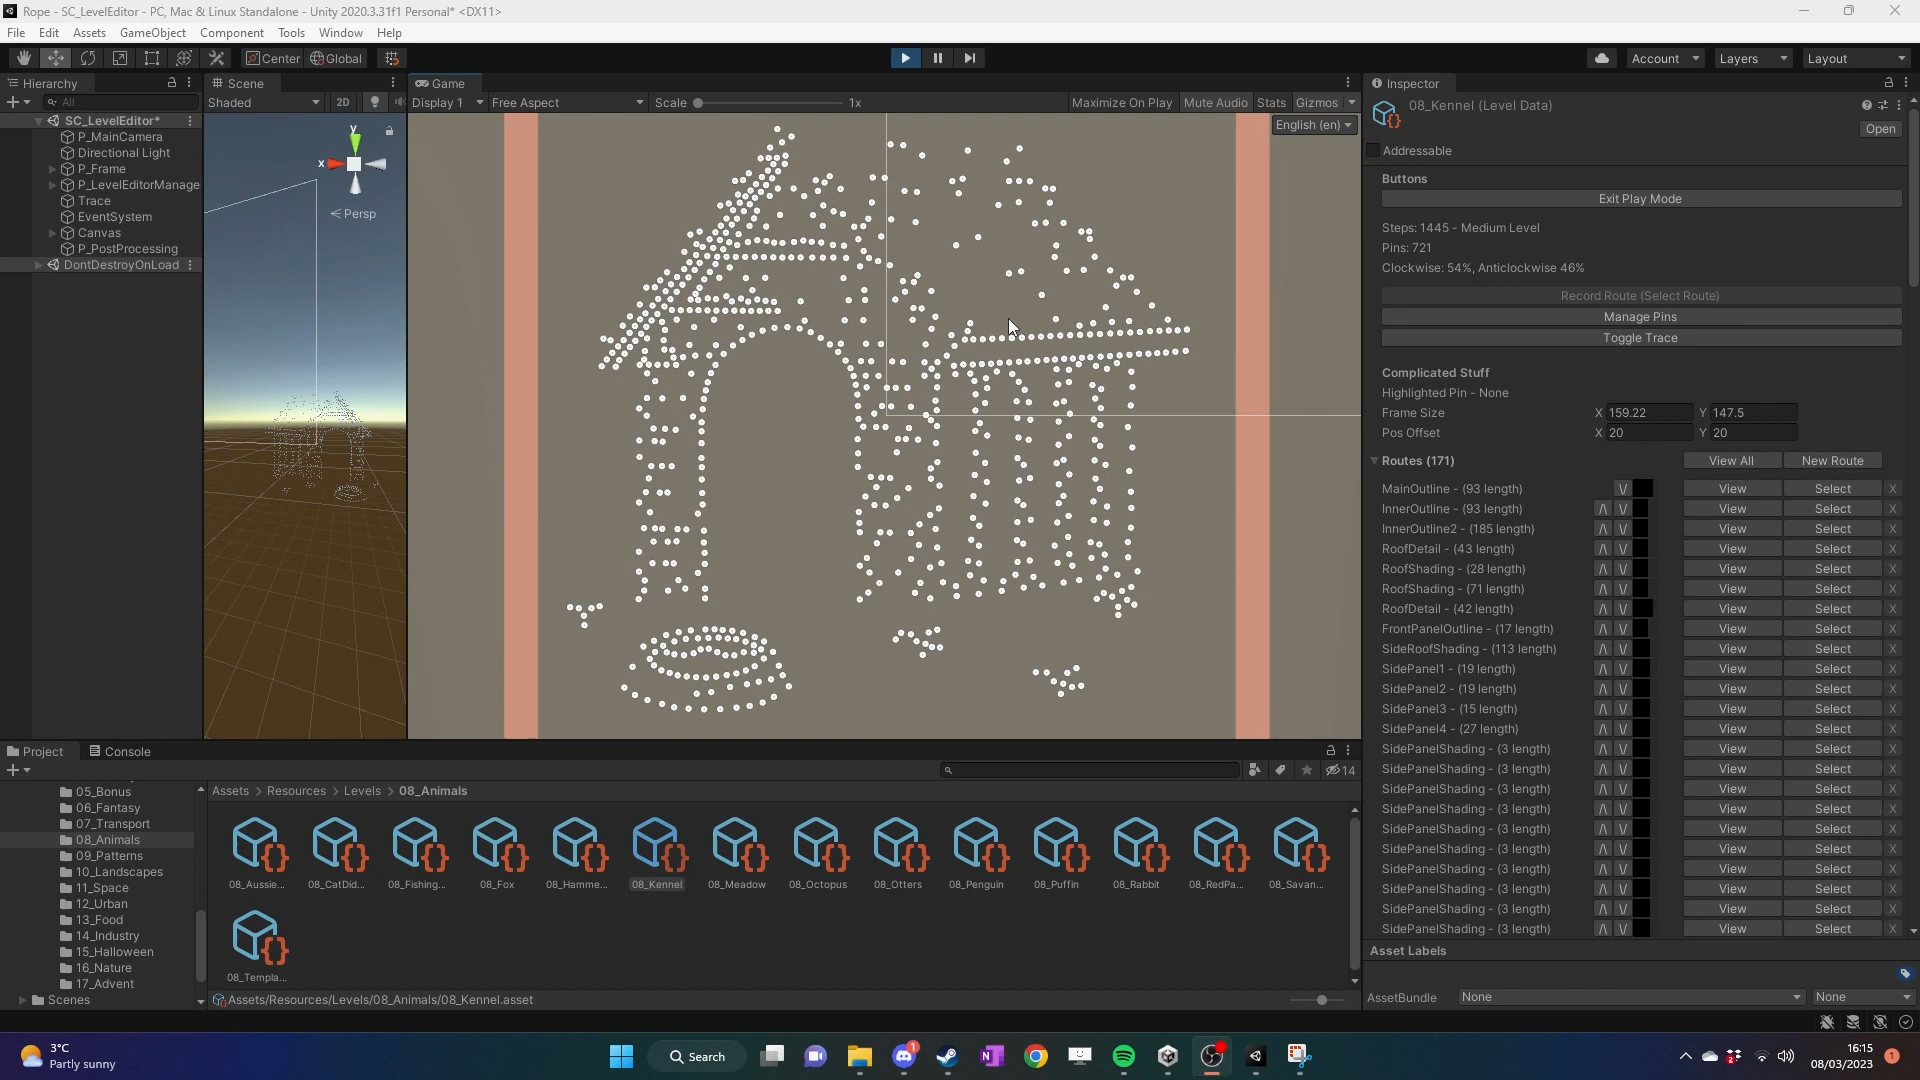 Rope - SC_LevelEditor - PC, Mac & Linux Standalone - Unity 2020.3.31f1 Personal* <DX11>
File Edit Assets GameObject Component Tools Window Help
Center Global Account Layers Layout
Hierarchy
All
SC_LevelEditor*
P_MainCamera
Directional Light
P_Frame
P_LevelEditorManage
Trace
EventSystem
Canvas
P_PostProcessing
DontDestroyOnLoad
Scene
Shaded 2D
y
x
< Persp
Game
Display 1 Free Aspect Scale 1x Maximize On Play Mute Audio Stats Gizmos
English (en)
Inspector
08_Kennel (Level Data)
Open
Addressable
Buttons
Exit Play Mode
Steps: 1445 - Medium Level
Pins: 721
Clockwise: 54%, Anticlockwise 46%
Record Route (Select Route)
Manage Pins
Toggle Trace
Complicated Stuff
Highlighted Pin - None
Frame Size X 159.22 Y 147.5
Pos Offset X 20 Y 20
Routes (171) View All New Route
MainOutline - (93 length) \/ View Select X
InnerOutline - (93 length) /\ \/ View Select X
InnerOutline2 - (185 length) /\ \/ View Select X
RoofDetail - (43 length) /\ \/ View Select X
RoofShading - (28 length) /\ \/ View Select X
RoofShading - (71 length) /\ \/ View Select X
RoofDetail - (42 length) /\ \/ View Select X
FrontPanelOutline - (17 length) /\ \/ View Select X
SideRoofShading - (113 length) /\ \/ View Select X
SidePanel1 - (19 length) /\ \/ View Select X
SidePanel2 - (19 length) /\ \/ View Select X
SidePanel3 - (15 length) /\ \/ View Select X
SidePanel4 - (27 length) /\ \/ View Select X
SidePanelShading - (3 length) /\ \/ View Select X
SidePanelShading - (3 length) /\ \/ View Select X
SidePanelShading - (3 length) /\ \/ View Select X
SidePanelShading - (3 length) /\ \/ View Select X
SidePanelShading - (3 length) /\ \/ View Select X
SidePanelShading - (3 length) /\ \/ View Select X
SidePanelShading - (3 length) /\ \/ View Select X
SidePanelShading - (3 length) /\ \/ View Select X
SidePanelShading - (3 length) /\ \/ View Select X
SidePanelShading - (3 length) /\ \/ View Select X
Asset Labels
AssetBundle None None
Project Console
14
05_Bonus
06_Fantasy
07_Transport
08_Animals
09_Patterns
10_Landscapes
11_Space
12_Urban
13_Food
14_Industry
15_Halloween
16_Nature
17_Advent
Scenes
Assets > Resources > Levels > 08_Animals
08_Aussie... 08_CatDid... 08_Fishing... 08_Fox 08_Hamme... 08_Kennel 08_Meadow 08_Octopus 08_Otters 08_Penguin 08_Puffin 08_Rabbit 08_RedPa... 08_Savan...
08_Templa...
Assets/Resources/Levels/08_Animals/08_Kennel.asset
3°C
Partly sunny
Search
1
16:15
08/03/2023
1